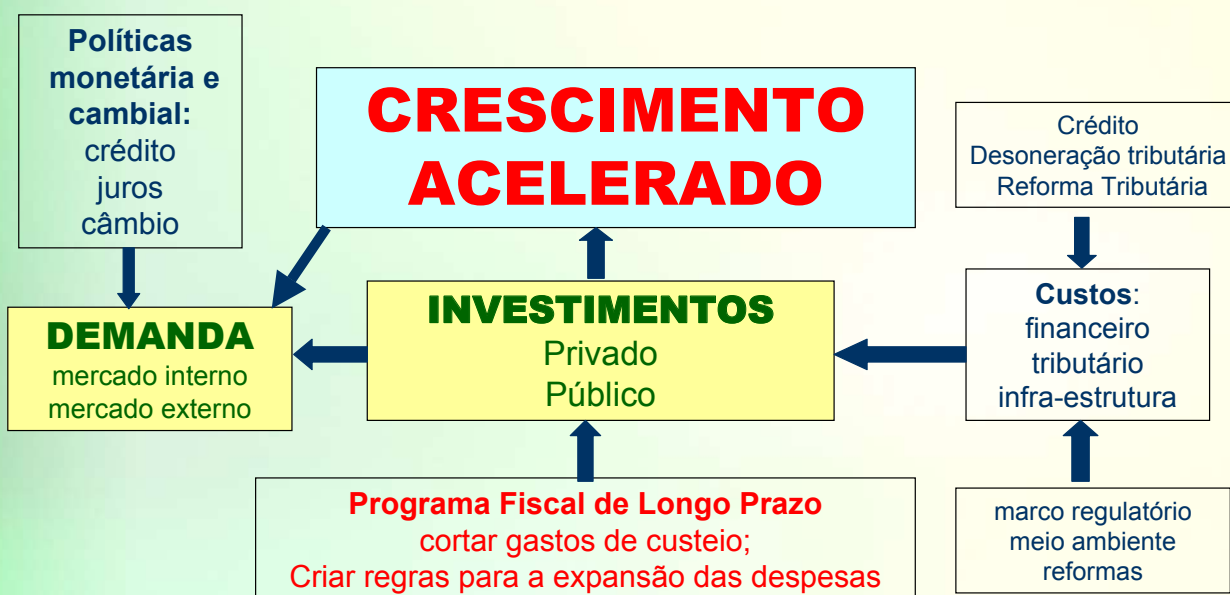 Políticas
monetária e
cambial:
crédito
juros
câmbio
CRESCIMENTO
ACELERADO
Crédito
Desoneração tributária
Reforma Tributária
DEMANDA
mercado interno
mercado externo
INVESTIMENTOS
Privado
Público
Custos:
financeiro
tributário
infra-estrutura
Programa Fiscal de Longo Prazo
cortar gastos de custeio;
Criar regras para a expansão das despesas
marco regulatório
meio ambiente
reformas